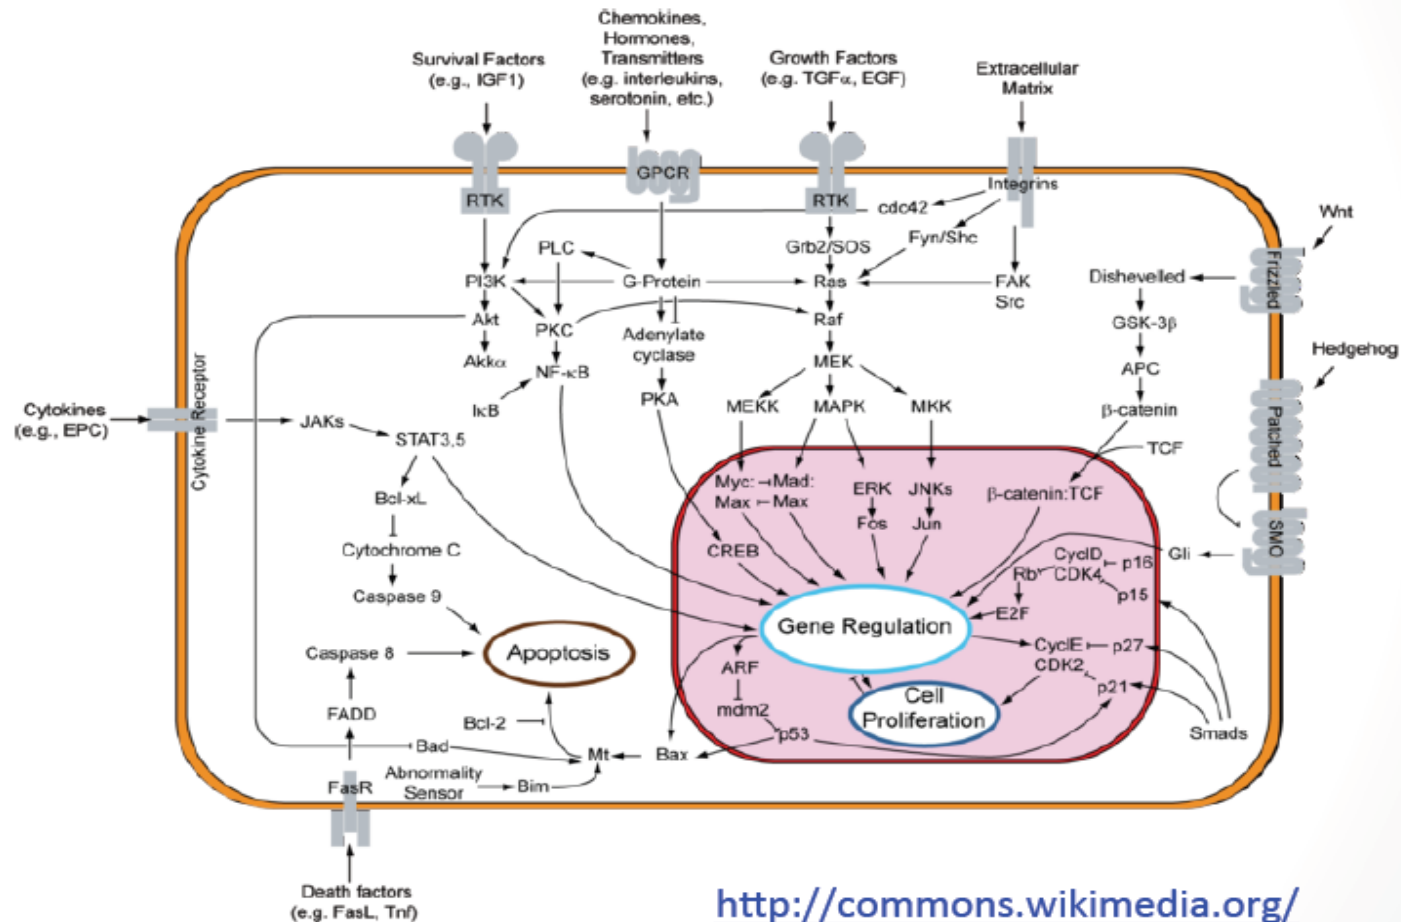 Chemokines,
Hormones,
Transmitters
(e.g. interleukins,
serotonin, etc.)
Survival Factors
(e.g., IGF1)
Growth Factors
(e.g. TGFα, EGF)
Extracellular
Matrix
RTK
GPCR
RTK
Integrins
cdc42
Grb2/SOS
Fyn/Shc
PLC
PI3K
G-Protein
Ras
FAK
Src
Akt
PKC
Adenylate
cyclase
Raf
Akkα
NF-κB
MEK
IκB
PKA
MEKK
MAPK
MKK
Wnt
Frizzled
Dishevelled
GSK-3β
APC
β-catenin
TCF
Hedgehog
Patched
SMO
Cytokines
(e.g., EPC)
Cytokine Receptor
JAKs
STAT3,5
Bcl-xL
Cytochrome C
Caspase 9
Caspase 8
Apoptosis
FADD
Bcl-2
Bad
Mt
Bax
Abnormality
Sensor
Bim
FasR
Death factors
(e.g. FasL, Tnf)
Myc: Mad:
Max Max
ERK
JNKs
Fos
Jun
CREB
β-catenin:TCF
Gli
CyclD
p16
Rb
CDK4
p15
E2F
Gene Regulation
CyclE
p27
CDK2
p21
ARF
mdm2
p53
Cell
Proliferation
Smads
http://commons.wikimedia.org/